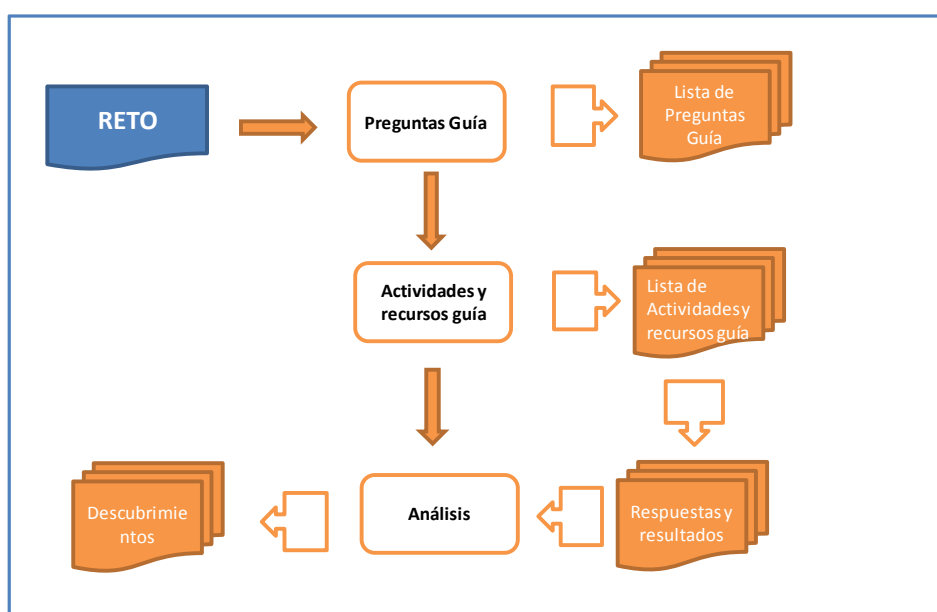 RETO
Preguntas Guía
Lista de
Preguntas
Guía
Actividades y
recursos guía
Lista de
Actividades y
recursos guía
Descubrimie
ntos
Análisis
Respuestas y
resultados